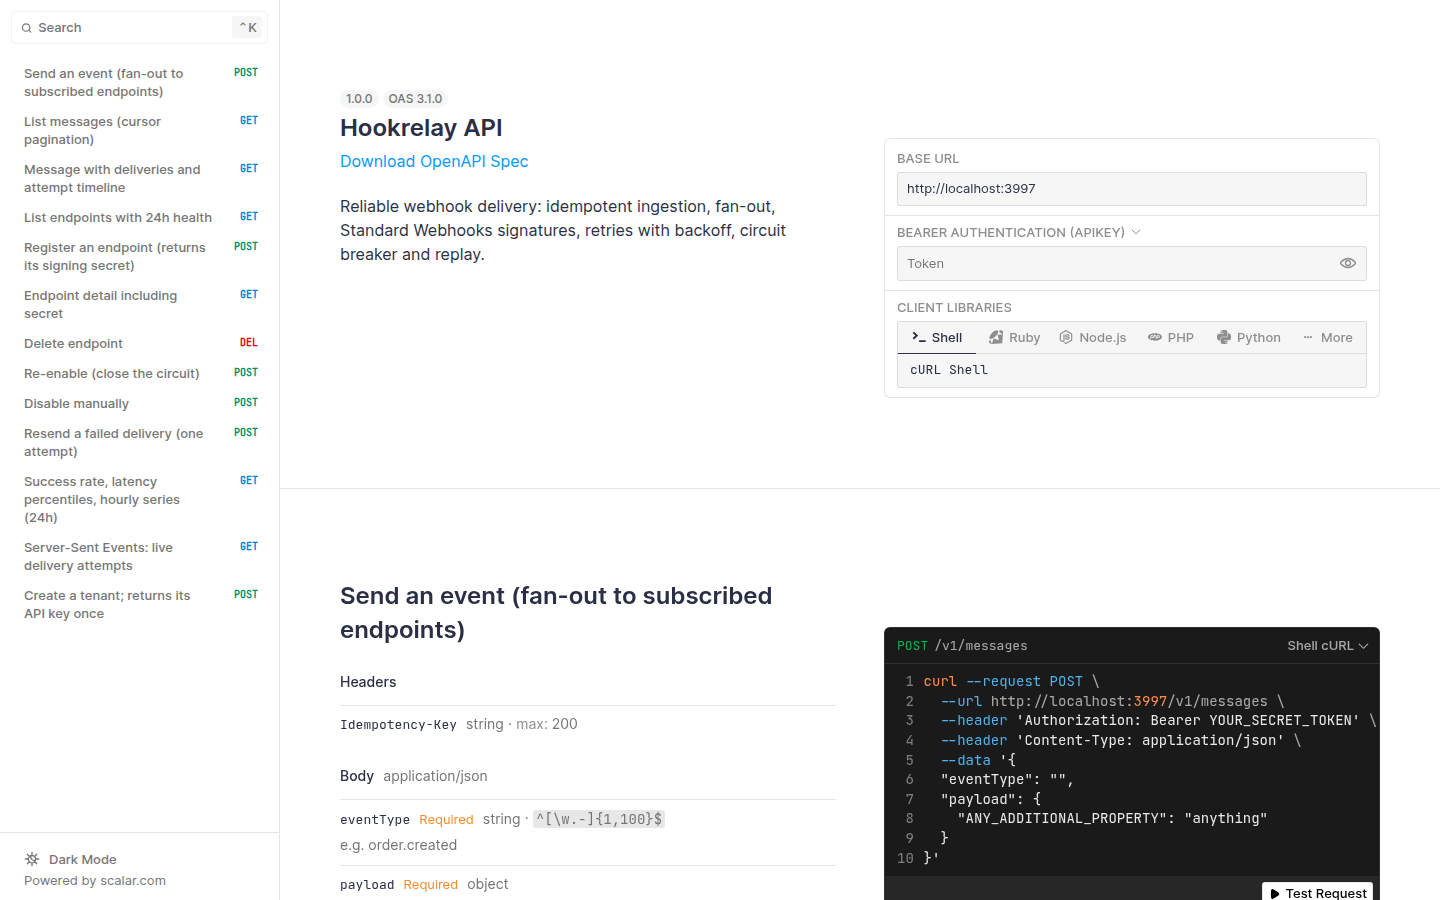 Search
⌃K
Send an event (fan-out to POST
subscribed endpoints)
List messages (cursor GET
pagination)
Message with deliveries and GET
attempt timeline
List endpoints with 24h health GET
Register an endpoint (returns POST
its signing secret)
Endpoint detail including GET
secret
Delete endpoint DEL
Re-enable (close the circuit) POST
Disable manually POST
Resend a failed delivery (one POST
attempt)
Success rate, latency GET
percentiles, hourly series
(24h)
Server-Sent Events: live GET
delivery attempts
Create a tenant; returns its POST
API key once
Dark Mode
Powered by scalar.com
1.0.0 OAS 3.1.0
Hookrelay API
Download OpenAPI Spec
Reliable webhook delivery: idempotent ingestion, fan-out,
Standard Webhooks signatures, retries with backoff, circuit
breaker and replay.
BASE URL
http://localhost:3997
BEARER AUTHENTICATION (APIKEY)
Token
CLIENT LIBRARIES
Shell Ruby Node.js PHP Python More
cURL Shell
Send an event (fan-out to subscribed
endpoints)
Headers
Idempotency-Key string · max: 200
Body application/json
eventType Required string · ^[\w.-]{1,100}$
e.g. order.created
payload Required object
POST /v1/messages Shell cURL
1 curl --request POST \
2 --url http://localhost:3997/v1/messages \
3 --header 'Authorization: Bearer YOUR_SECRET_TOKEN' \
4 --header 'Content-Type: application/json' \
5 --data '{
6 "eventType": "",
7 "payload": {
8 "ANY_ADDITIONAL_PROPERTY": "anything"
9 }
10 }'
Test Request